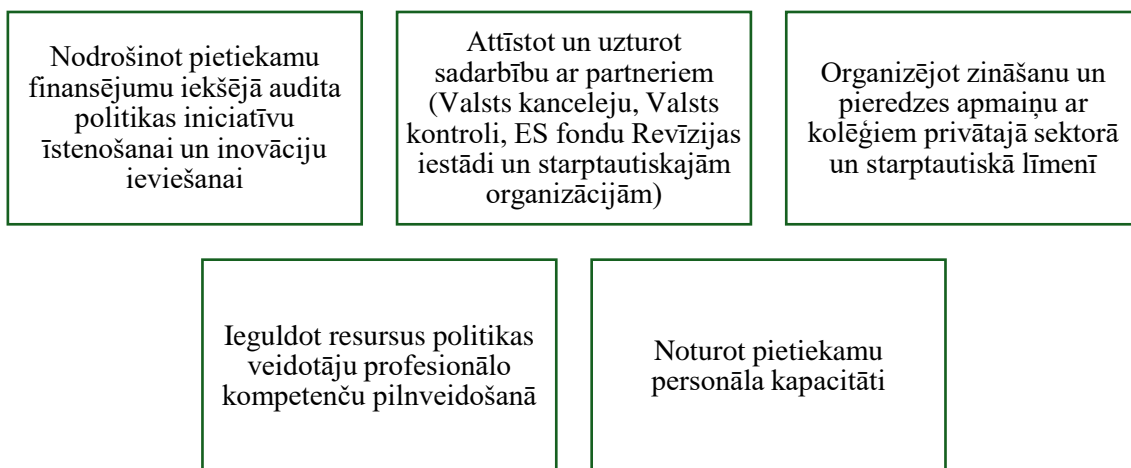 Nodrošinot pietiekamu
finansējumu iekšējā audita
politikas iniciatīvu
īstenošanai un inovāciju
ieviešanai
Attīstot un uzturot
sadarbību ar partneriem
(Valsts kanceleju, Valsts
kontroli, ES fondu Revīzijas
iestādi un starptautiskajām
organizācijām)
Organizējot zināšanu un
pieredzes apmaiņu ar
kolēģiem privātajā sektorā
un starptautiskā līmenī
Ieguldot resursus politikas
veidotāju profesionālo
kompetenču pilnveidošanā
Noturot pietiekamu
personāla kapacitāti